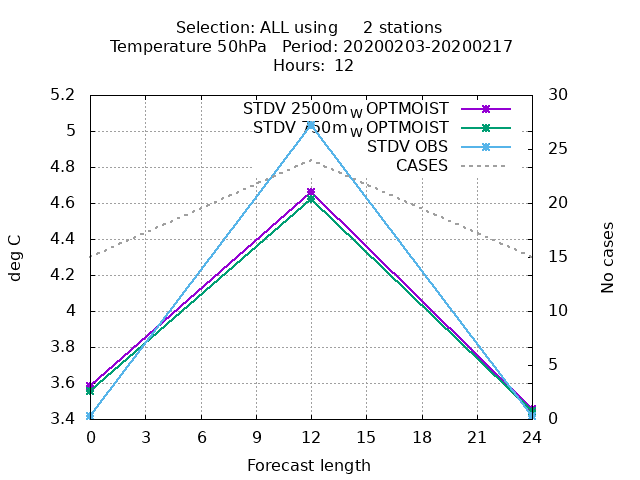 Selection: ALL using     2 stations
Temperature 50hPa   Period: 20200203-20200217
Hours: 12
STDV 2500m_W OPTMOIST
STDV 750m_W OPTMOIST
STDV OBS
CASES
5.2
5
4.8
4.6
4.4
4.2
4
3.8
3.6
3.4
deg C
30
25
20
15
10
5
0
No cases
0 3 6 9 12 15 18 21 24
Forecast length